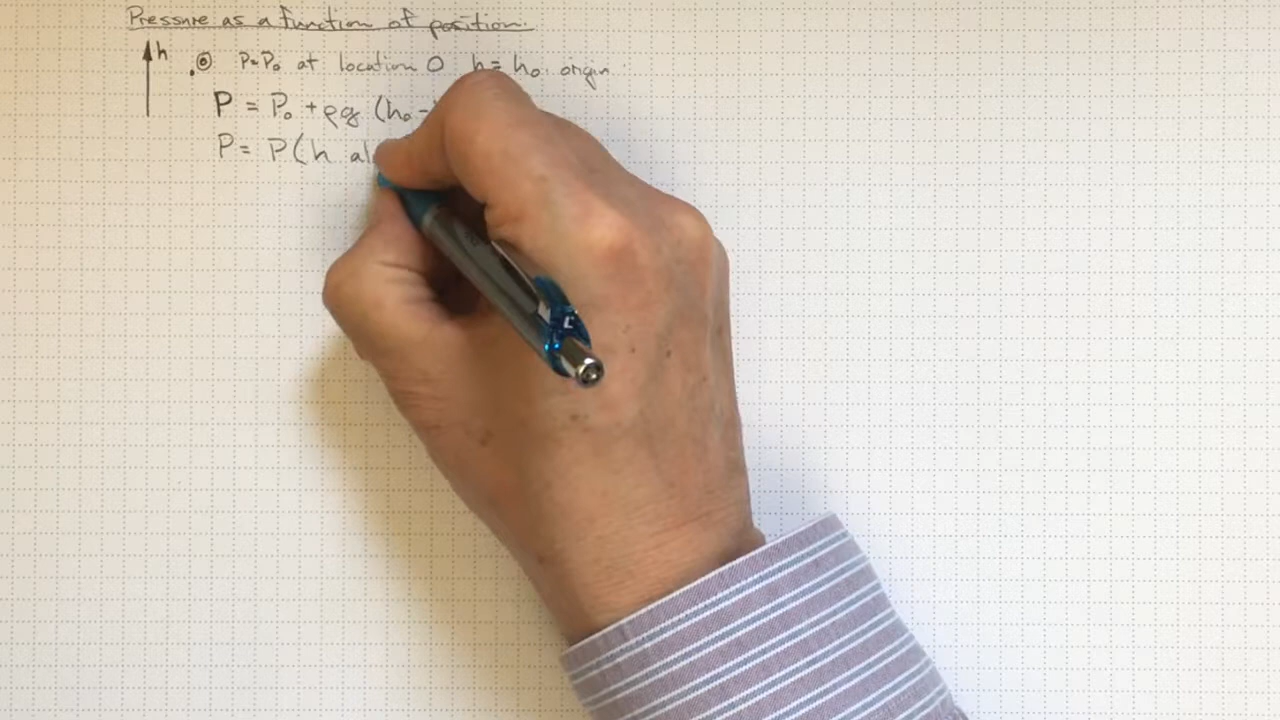 Pressure as a function of position.
h
⊙ P=P₀ at location O h = h₀ origin
P = P₀ + ρg (h₀ -
P = P(h al